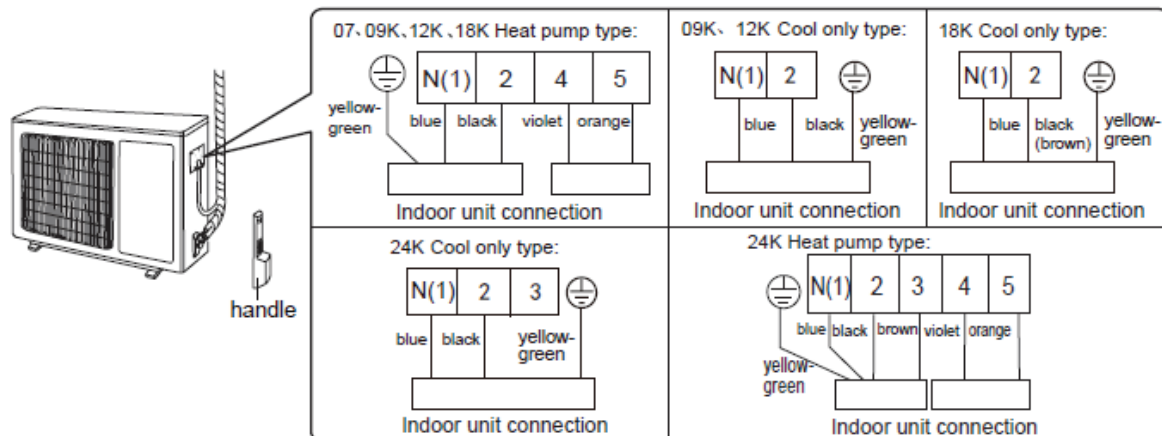 07、09K、12K、18K Heat pump type:
N(1) 2 4 5
yellow-
green
blue black violet orange
Indoor unit connection
09K、 12K Cool only type:
N(1) 2
blue black yellow-
green
Indoor unit connection
18K Cool only type:
N(1) 2
blue black
(brown)
yellow-
green
Indoor unit connection
handle
24K Cool only type:
N(1) 2 3
blue black yellow-
green
Indoor unit connection
24K Heat pump type:
N(1) 2 3 4 5
blue black brown violet orange
yellow-
green
Indoor unit connection